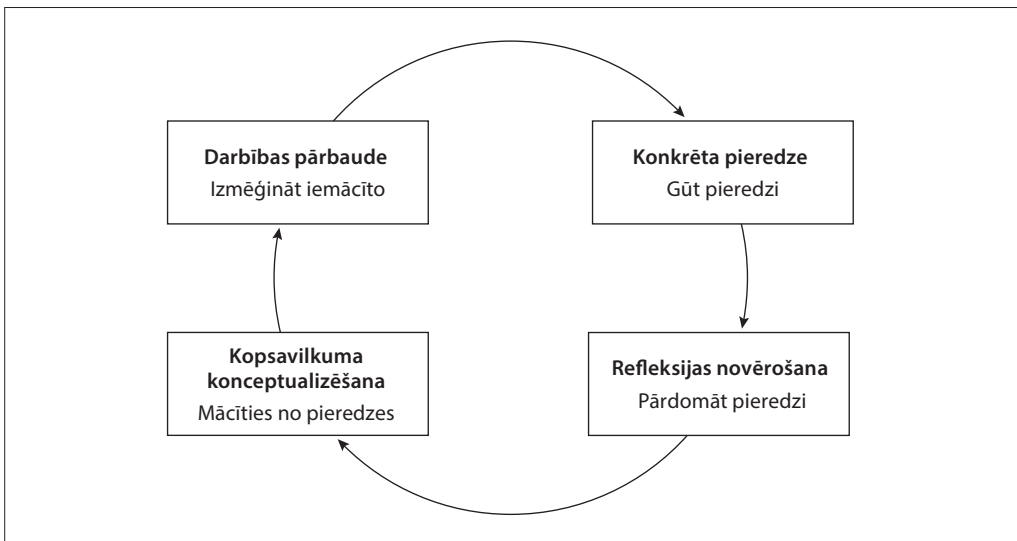 Darbības pārbaude
Izmēģināt iemācīto
Konkrēta pieredze
Gūt pieredzi
Kopsavilkuma
konceptualizēšana
Mācīties no pieredzes
Refleksijas novērošana
Pārdomāt pieredzi